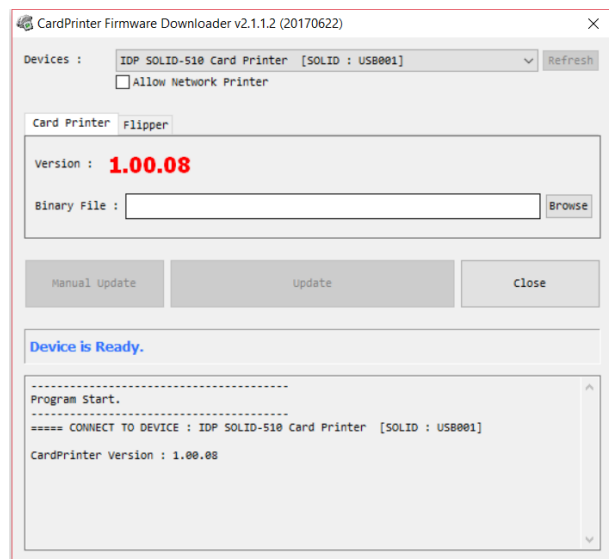 CardPrinter Firmware Downloader v2.1.1.2 (20170622)
Devices : IDP SOLID-510 Card Printer [SOLID : USB001] Refresh
Allow Network Printer
Card Printer Flipper
Version : 1.00.08
Binary File : Browse
Manual Update Update Close
Device is Ready.
----------------------------------------
Program Start.
----------------------------------------
===== CONNECT TO DEVICE : IDP SOLID-510 Card Printer [SOLID : USB001]
CardPrinter Version : 1.00.08